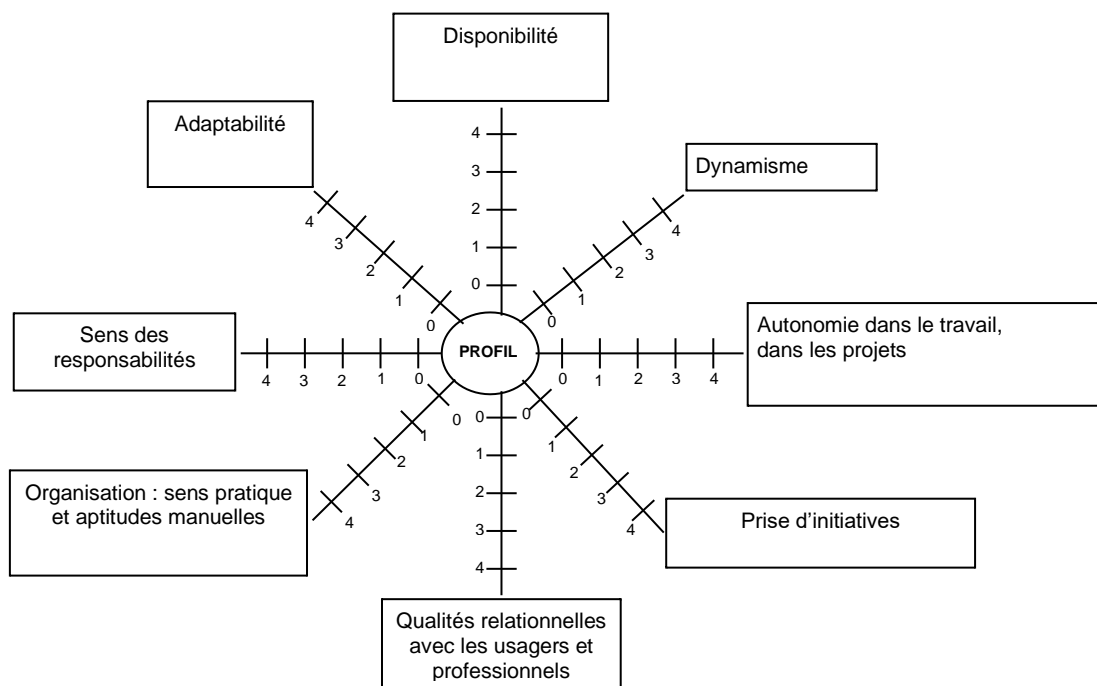 Disponibilité
Adaptabilité
Dynamisme
4
3
2
1
0
4
3
2
1
0
4
3
2
1
0
Sens des
responsabilités
4 3 2 1 0
PROFIL
0 1 2 3 4
Autonomie dans le travail,
dans les projets
0
1
2
3
4
0
1
2
3
4
0
1
2
3
4
Organisation : sens pratique
et aptitudes manuelles
Prise d’initiatives
Qualités relationnelles
avec les usagers et
professionnels